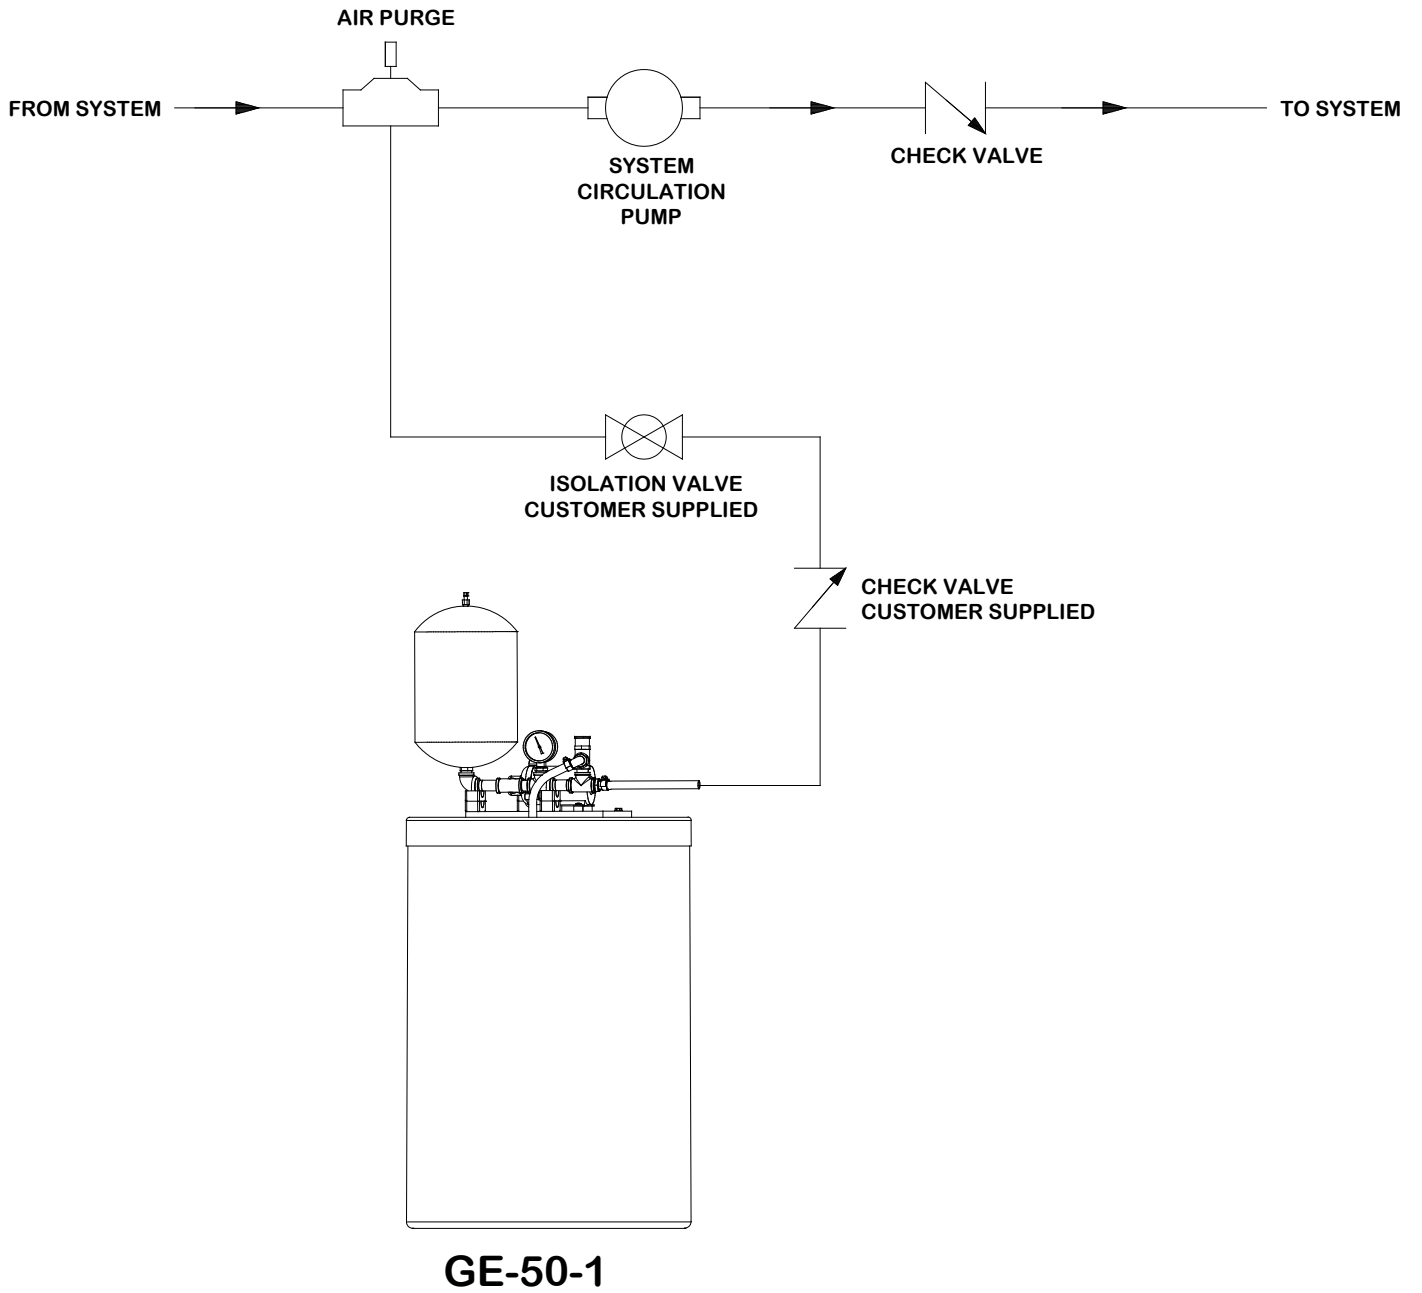 AIR PURGE
FROM SYSTEM
TO SYSTEM
SYSTEM
CIRCULATION
PUMP
CHECK VALVE
ISOLATION VALVE
CUSTOMER SUPPLIED
CHECK VALVE
CUSTOMER SUPPLIED
GE-50-1